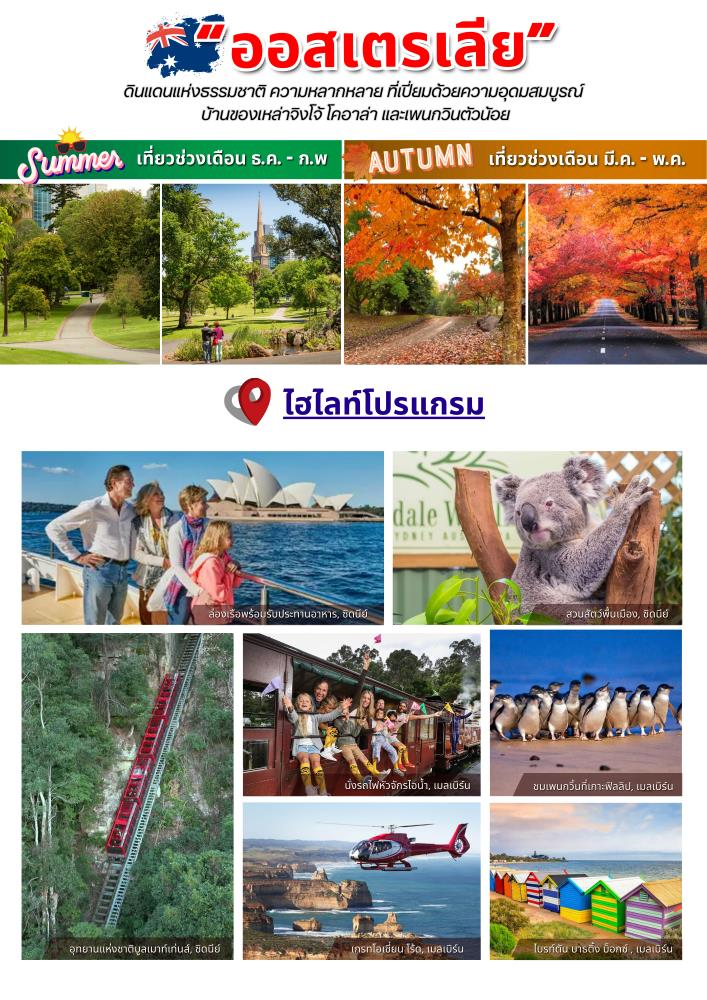 “ออสเตรเลีย”
ดินแดนแห่งธรรมชาติ ความหลากหลาย ที่เปี่ยมด้วยความอุดมสมบูรณ์
บ้านของเหล่าจิงโจ้ โคอาล่า และเพนกวินตัวน้อย
Summer เที่ยวช่วงเดือน ธ.ค. - ก.พ
AUTUMN เที่ยวช่วงเดือน มี.ค. - พ.ค.
ไฮไลท์โปรแกรม
dale W
YDNEY AUS
ล่องเรือพร้อมรับประทานอาหาร, ซิดนีย์
สวนสัตว์พื้นเมือง, ซิดนีย์
นั่งรถไฟหัวจักรไอน้ำ, เมลเบิร์น
ชมเพนกวิ้นที่เกาะฟิลลิป, เมลเบิร์น
อุทยานแห่งชาติบูลเมาท์เท่นส์, ซิดนีย์
เกรทโอเชี่ยน โร้ด, เมลเบิร์น
ไบรท์ตัน บาธติ้ง บ็อกซ์ , เมลเบิร์น